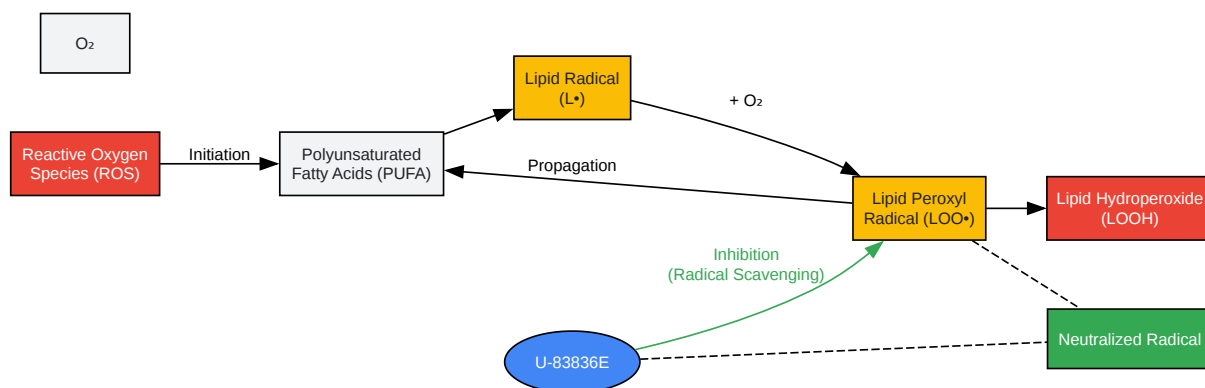 O₂
Lipid Radical
(L•)
+ O₂
Reactive Oxygen
Species (ROS)
Initiation
Polyunsaturated
Fatty Acids (PUFA)
Propagation
Lipid Peroxyl
Radical (LOO•)
Lipid Hydroperoxide
(LOOH)
Inhibition
(Radical Scavenging)
Neutralized Radical
U-83836E